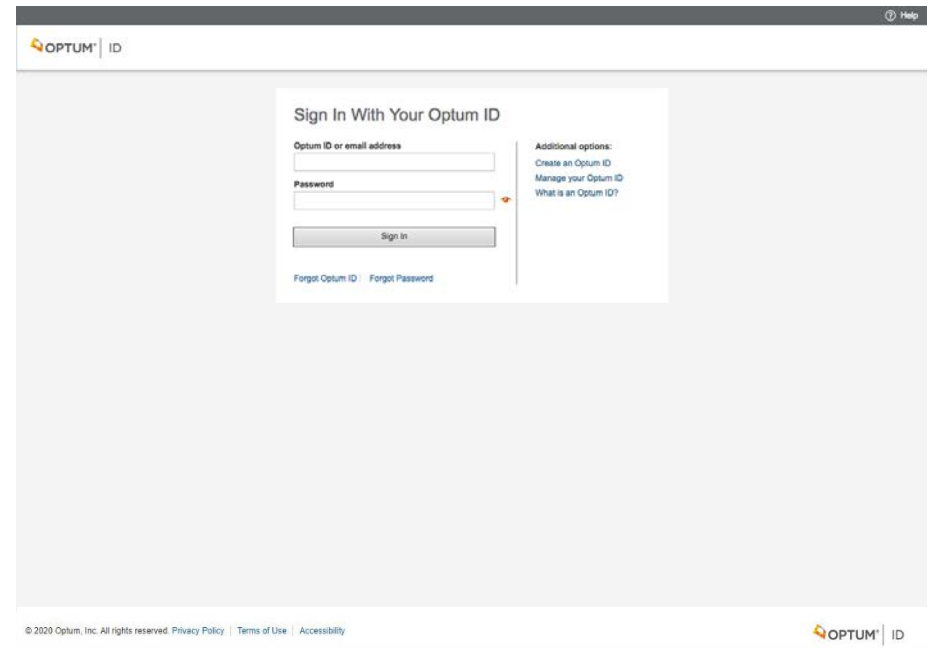 Help
OPTUM® ID
Sign In With Your Optum ID
Optum ID or email address
Password
Sign In
Forgot Optum ID | Forgot Password
Additional options:
Create an Optum ID
Manage your Optum ID
What is an Optum ID?
© 2020 Optum, Inc. All rights reserved. Privacy Policy | Terms of Use | Accessibility
OPTUM® ID